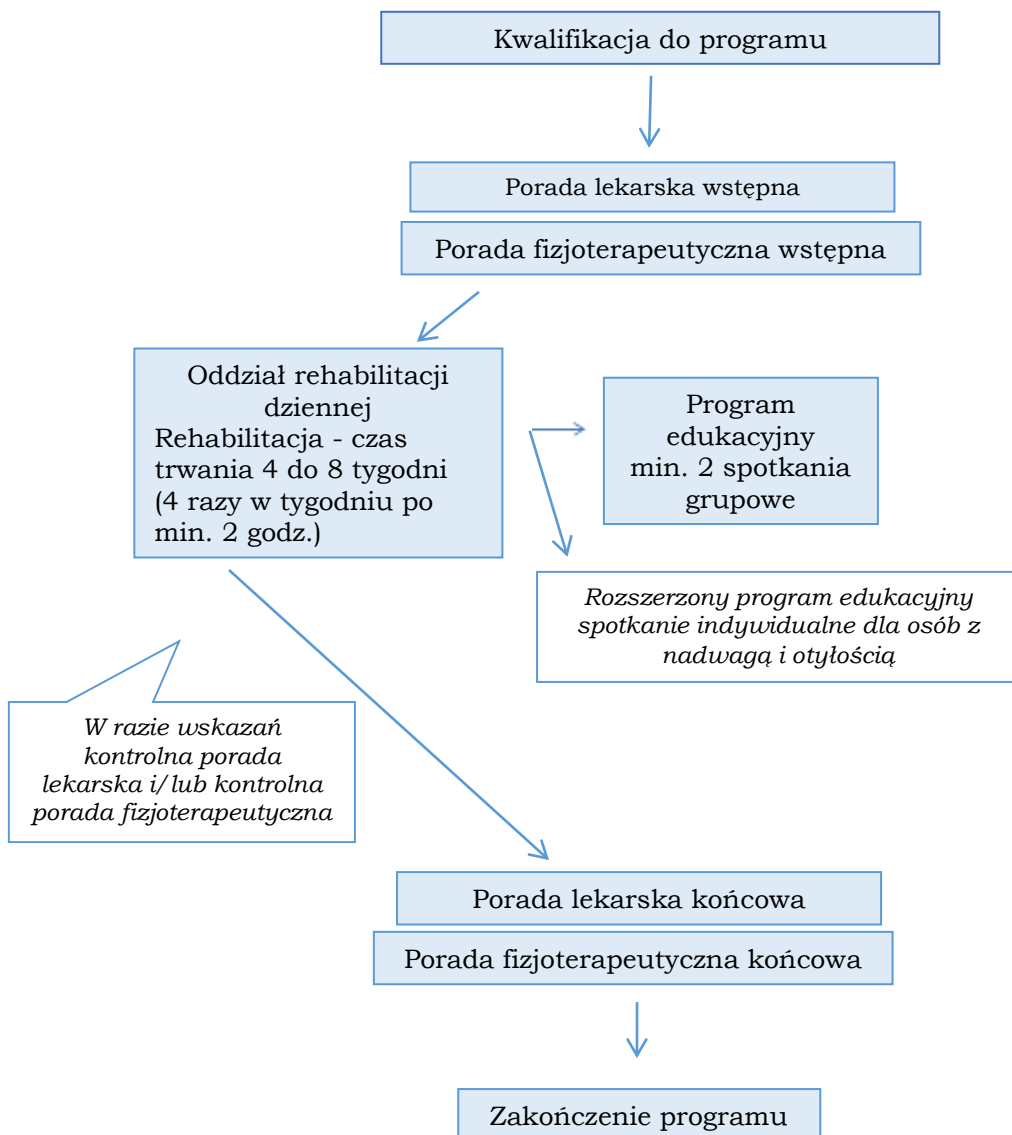 Kwalifikacja do programu
Porada lekarska wstępna
Porada fizjoterapeutyczna wstępna
Oddział rehabilitacji
dziennej
Rehabilitacja - czas
trwania 4 do 8 tygodni
(4 razy w tygodniu po
min. 2 godz.)
Program
edukacyjny
min. 2 spotkania
grupowe
Rozszerzony program edukacyjny
spotkanie indywidualne dla osób z
nadwagą i otyłością
W razie wskazań
kontrolna porada
lekarska i/lub kontrolna
porada fizjoterapeutyczna
Porada lekarska końcowa
Porada fizjoterapeutyczna końcowa
Zakończenie programu